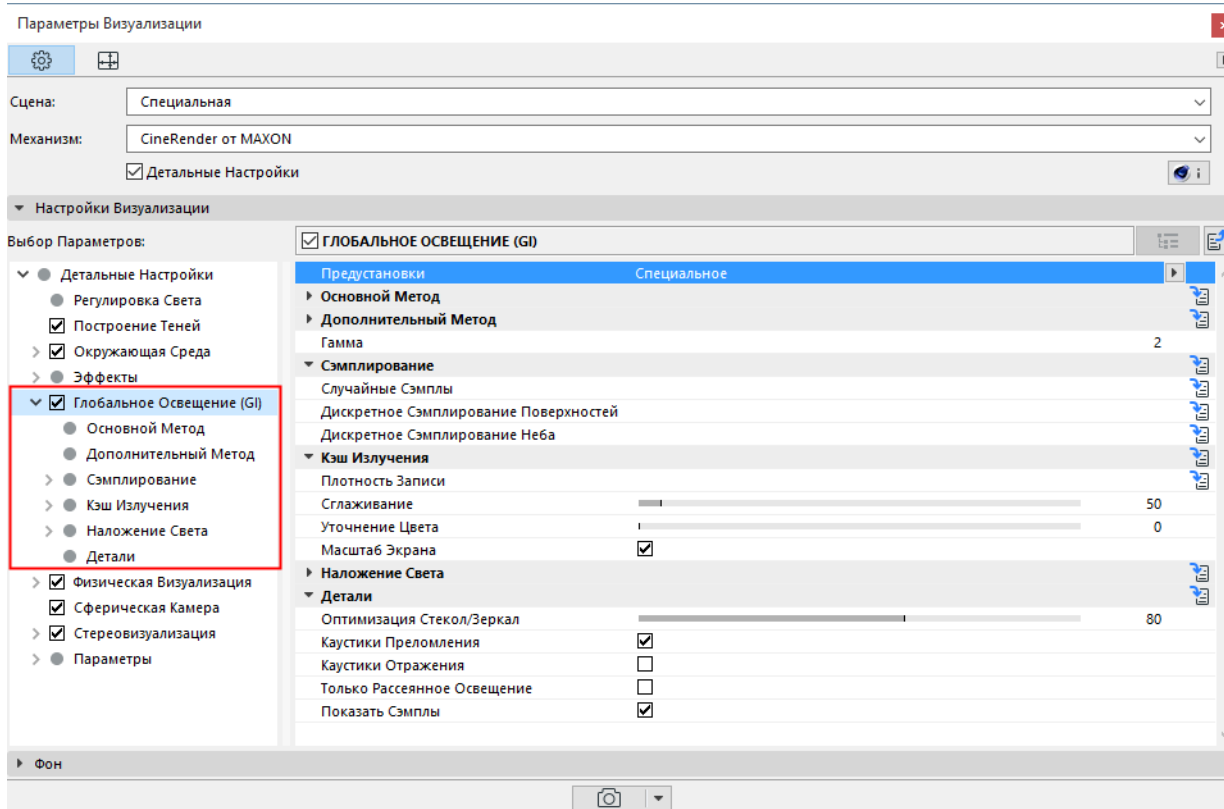 Параметры Визуализации
Сцена:
Специальная
Механизм:
CineRender от MAXON
Детальные Настройки
i
Настройки Визуализации
Выбор Параметров:
ГЛОБАЛЬНОЕ ОСВЕЩЕНИЕ (GI)
Детальные Настройки
Регулировка Света
Построение Теней
Окружающая Среда
Эффекты
Глобальное Освещение (GI)
Основной Метод
Дополнительный Метод
Сэмплирование
Кэш Излучения
Наложение Света
Детали
Физическая Визуализация
Сферическая Камера
Стереовизуализация
Параметры
Предустановки Специальное
Основной Метод
Дополнительный Метод
Гамма 2
Сэмплирование
Случайные Сэмплы
Дискретное Сэмплирование Поверхностей
Дискретное Сэмплирование Неба
Кэш Излучения
Плотность Записи
Сглаживание 50
Уточнение Цвета 0
Масштаб Экрана
Наложение Света
Детали
Оптимизация Стекол/Зеркал 80
Каустики Преломления
Каустики Отражения
Только Рассеянное Освещение
Показать Сэмплы
Фон